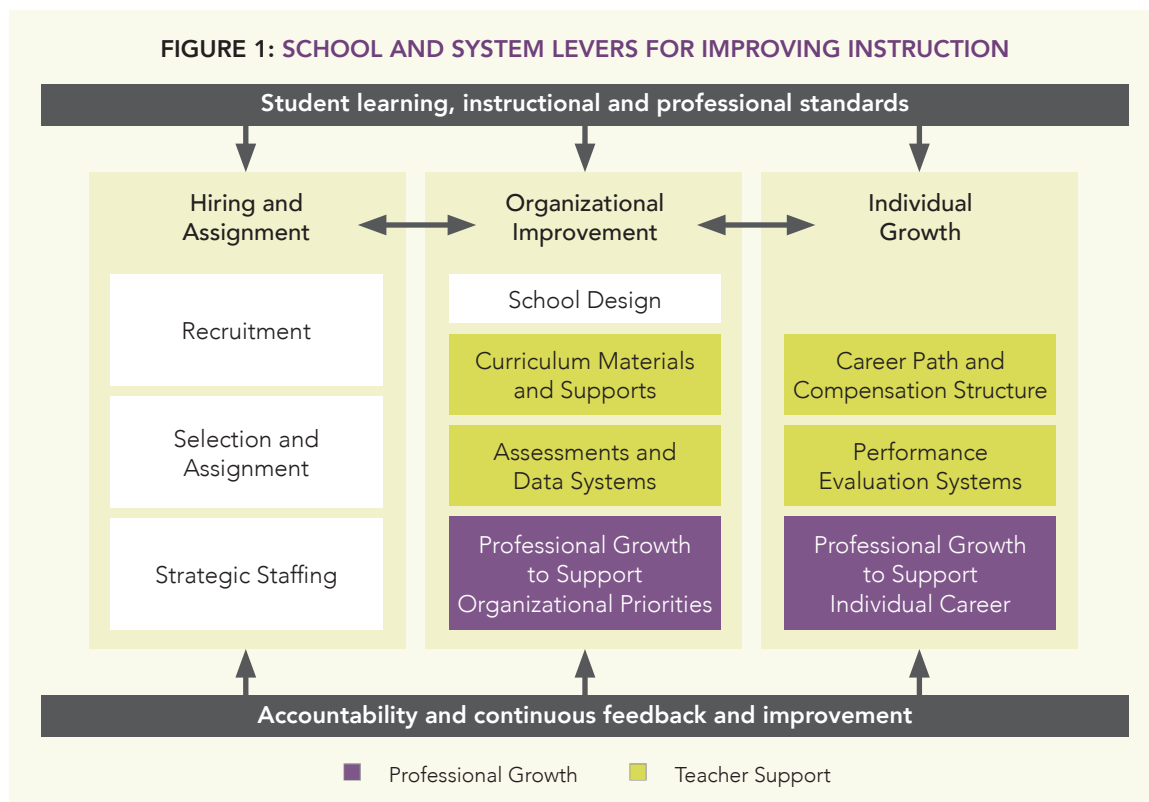 FIGURE 1: SCHOOL AND SYSTEM LEVERS FOR IMPROVING INSTRUCTION
Student learning, instructional and professional standards
Hiring and
Assignment
Recruitment
Selection and
Assignment
Strategic Staffing
Organizational
Improvement
School Design
Curriculum Materials
and Supports
Assessments and
Data Systems
Professional Growth
to Support
Organizational Priorities
Individual
Growth
Career Path and
Compensation Structure
Performance
Evaluation Systems
Professional Growth
to Support
Individual Career
Accountability and continuous feedback and improvement
Professional Growth
Teacher Support